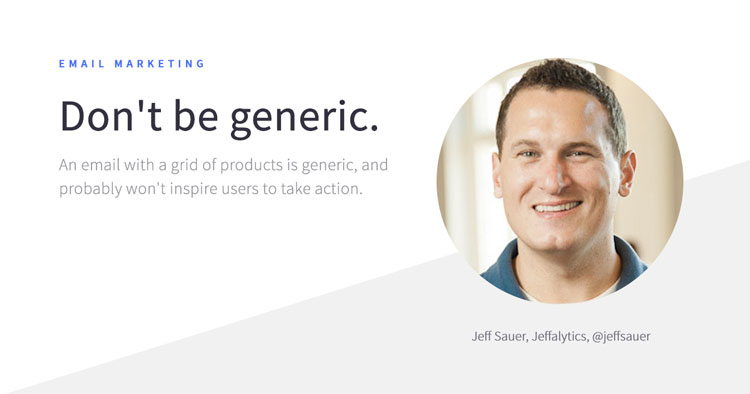 EMAIL MARKETING
Don't be generic.
An email with a grid of products is generic, and
probably won't inspire users to take action.
Jeff Sauer, Jeffalytics, @jeffsauer